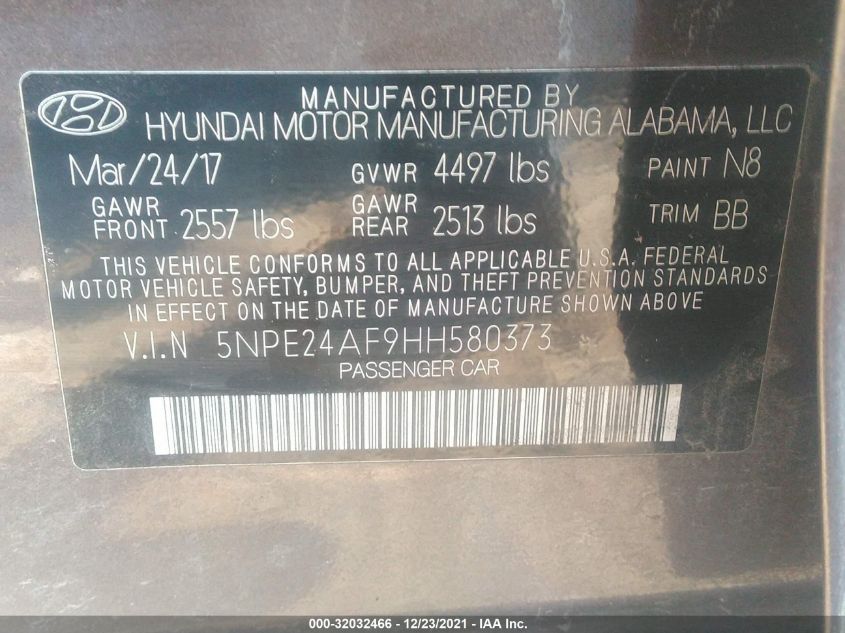 MANUFACTURED BY
HYUNDAI MOTOR MANUFACTURING ALABAMA, LLC
Mar/24/17 GVWR 4497 lbs PAINT N8
GAWR FRONT 2557 lbs GAWR REAR 2513 lbs TRIM BB
THIS VEHICLE CONFORMS TO ALL APPLICABLE U.S.A. FEDERAL
MOTOR VEHICLE SAFETY, BUMPER, AND THEFT PREVENTION STANDARDS
IN EFFECT ON THE DATE OF MANUFACTURE SHOWN ABOVE
V.I.N 5NPE24AF9HH580373
PASSENGER CAR
000-32032466 - 12/23/2021 - IAA Inc.